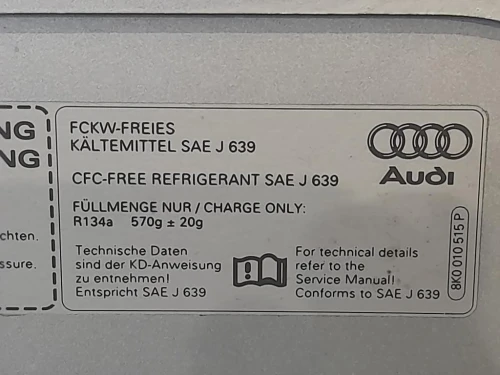 NG
NG
chten.
ssure.
FCKW-FREIES
KÄLTEMITTEL SAE J 639
CFC-FREE REFRIGERANT SAE J 639
FÜLLMENGE NUR / CHARGE ONLY:
R134a 570g ± 20g
Technische Daten
sind der KD-Anweisung
zu entnehmen!
Entspricht SAE J 639
For technical details
refer to the
Service Manual!
Conforms to SAE J 639
Audi
8K0 010 515 P